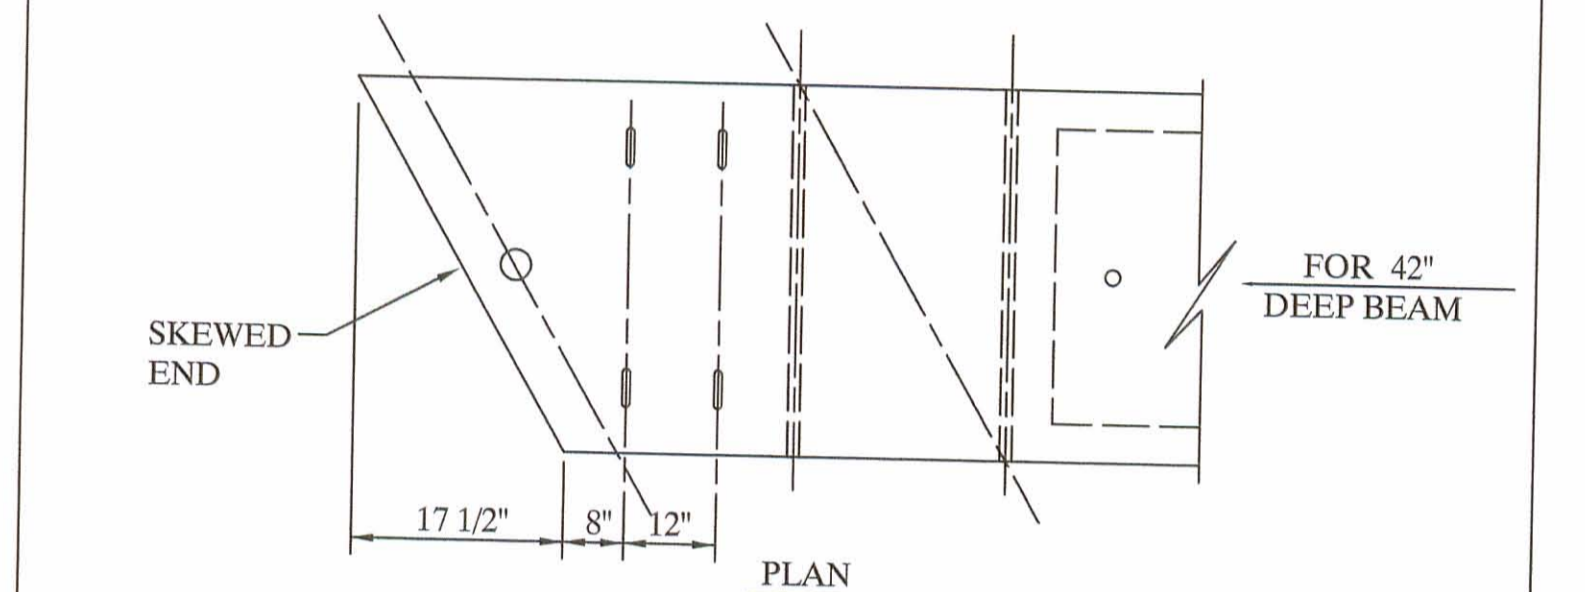 FOR 42"
DEEP BEAM
SKEWED
END
17 1/2"
8"
12"
PLAN